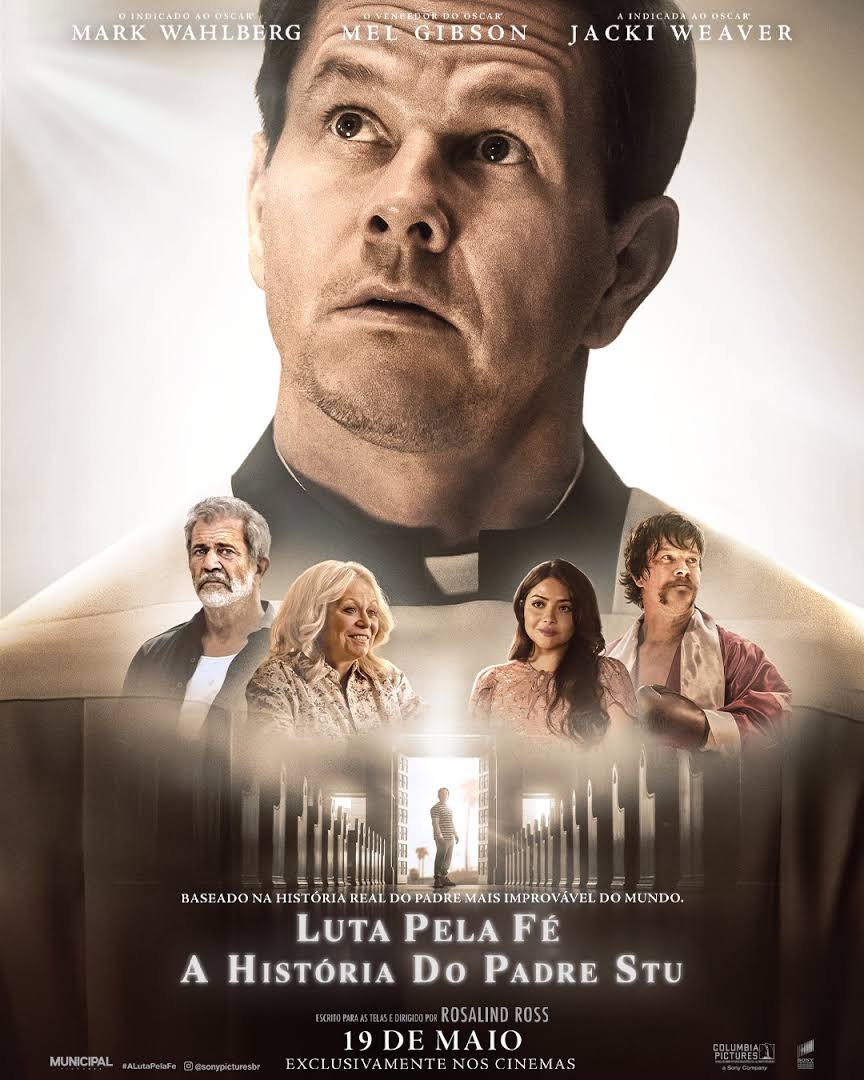 O INDICADO AO OSCAR®
MARK WAHLBERG
O VENCEDOR DO OSCAR®
MEL GIBSON
A INDICADA AO OSCAR®
JACKI WEAVER
BASEADO NA HISTÓRIA REAL DO PADRE MAIS IMPROVÁVEL DO MUNDO.
LUTA PELA FÉ
A HISTÓRIA DO PADRE STU
ESCRITO PARA AS TELAS E DIRIGIDO POR ROSALIND ROSS
19 DE MAIO
EXCLUSIVAMENTE NOS CINEMAS
MUNICIPAL
PICTURES
#ALutaPelaFe
@sonypicturesbr
COLUMBIA
PICTURES
a Sony Company
SONY